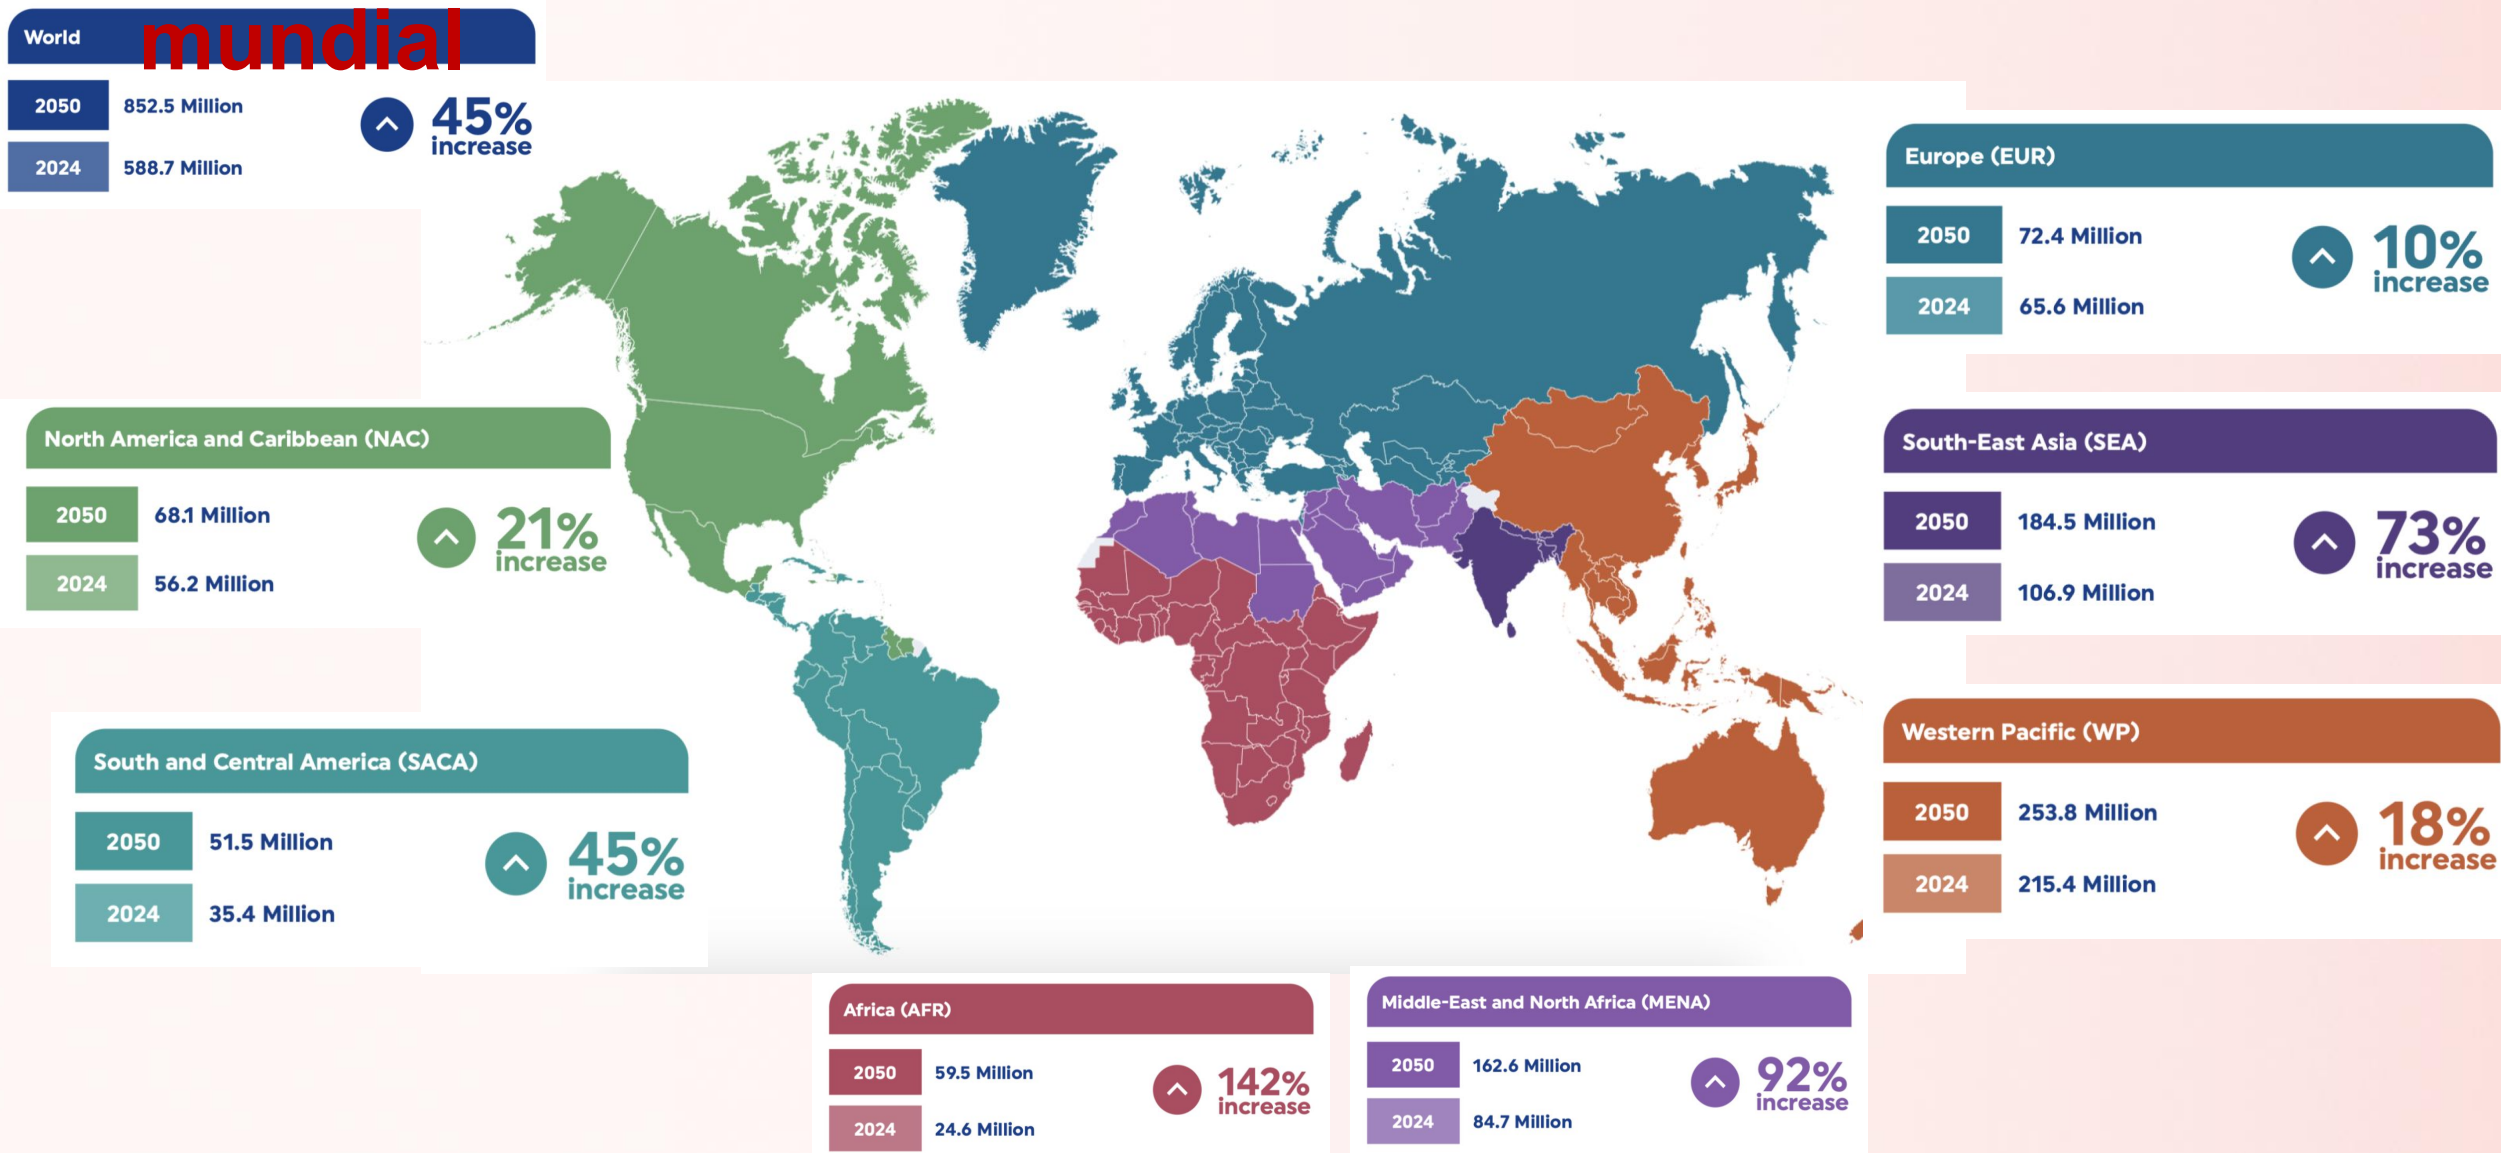 World
mundial
2050 852.5 Million
45%
increase
2024 588.7 Million
Europe (EUR)
2050 72.4 Million
10%
increase
2024 65.6 Million
North America and Caribbean (NAC)
2050 68.1 Million
21%
increase
2024 56.2 Million
South-East Asia (SEA)
2050 184.5 Million
73%
increase
2024 106.9 Million
South and Central America (SACA)
2050 51.5 Million
45%
increase
2024 35.4 Million
Western Pacific (WP)
2050 253.8 Million
18%
increase
2024 215.4 Million
Africa (AFR)
2050 59.5 Million
142%
increase
2024 24.6 Million
Middle-East and North Africa (MENA)
2050 162.6 Million
92%
increase
2024 84.7 Million